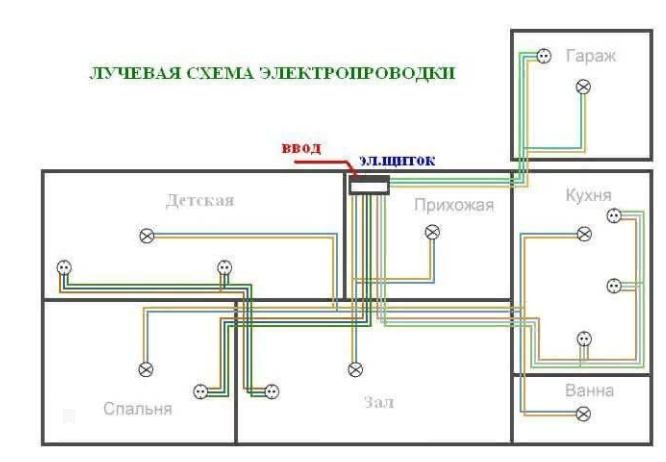 ЛУЧЕВАЯ СХЕМА ЭЛЕКТРОПРОВОДКИ
Гараж
ВВОД
ЭЛ.ЩИТОК
Детская
Прихожая
Кухня
Спальня
Зал
Ванна